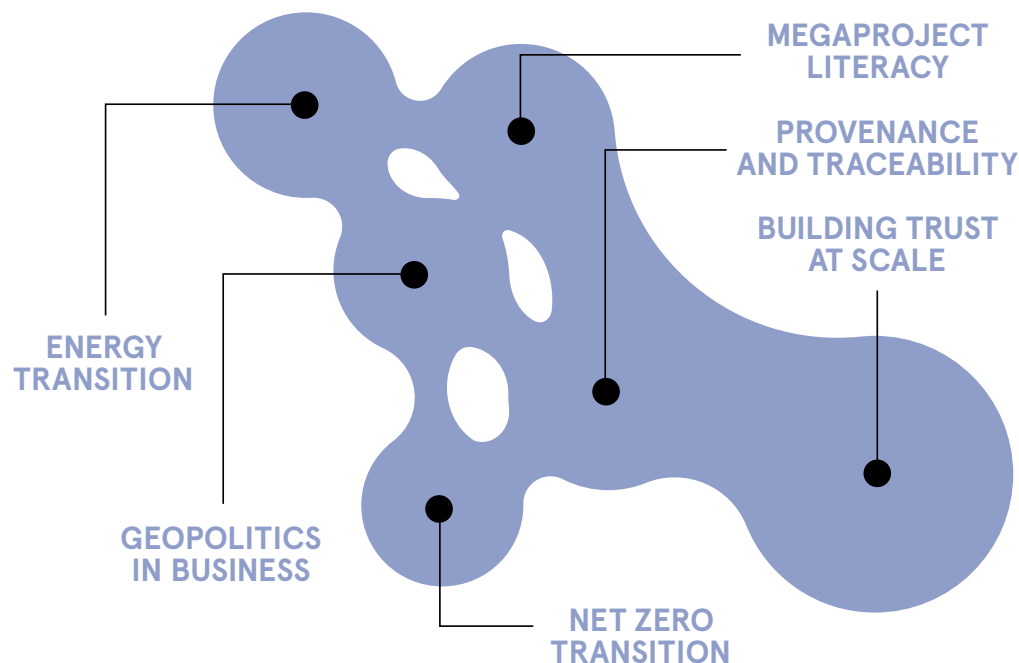 MEGAPROJECT
LITERACY
PROVENANCE
AND TRACEABILITY
BUILDING TRUST
AT SCALE
ENERGY
TRANSITION
GEOPOLITICS
IN BUSINESS
NET ZERO
TRANSITION